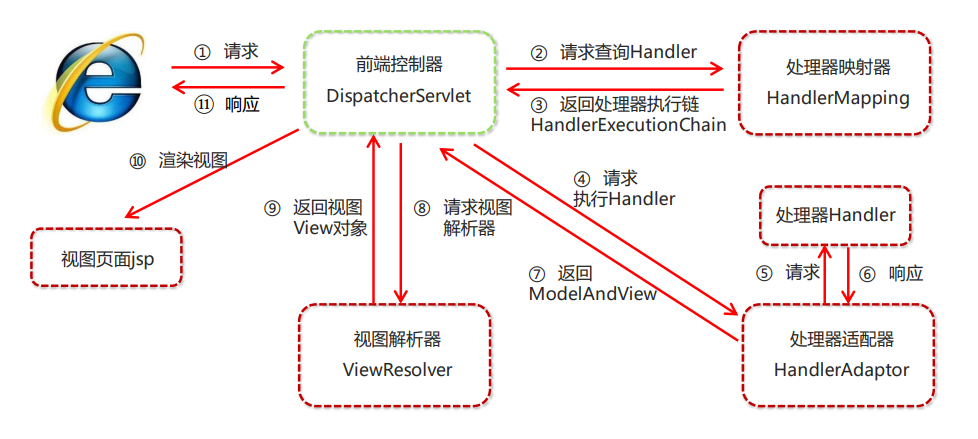 ① 请求
⑪ 响应
前端控制器
DispatcherServlet
② 请求查询Handler
③ 返回处理器执行链
HandlerExecutionChain
处理器映射器
HandlerMapping
⑩ 渲染视图
④ 请求
执行Handler
⑨ 返回视图
View对象
⑧ 请求视图
解析器
处理器Handler
视图页面jsp
⑦ 返回
ModelAndView
⑤ 请求
⑥ 响应
视图解析器
ViewResolver
处理器适配器
HandlerAdaptor